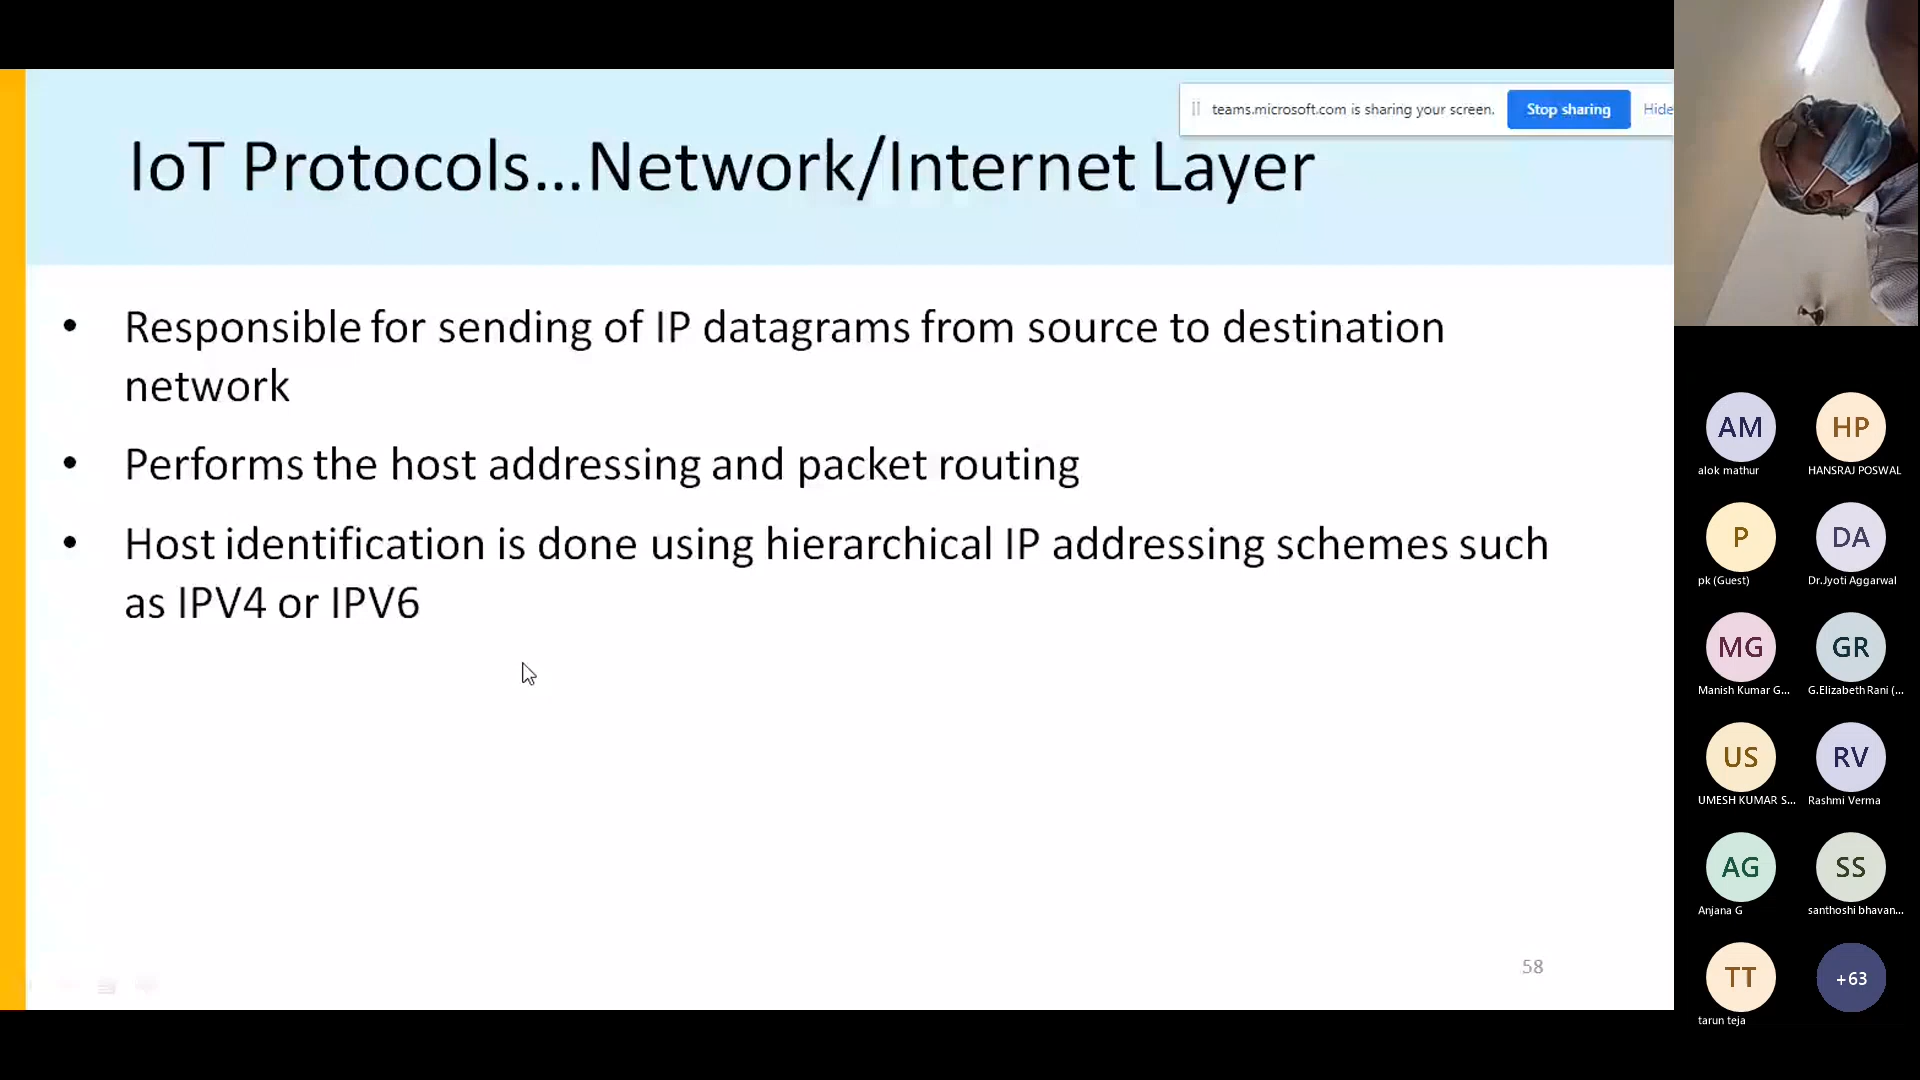 teams.microsoft.com is sharing your screen. Stop sharing Hide
IoT Protocols...Network/Internet Layer
• Responsible for sending of IP datagrams from source to destination
network
• Performs the host addressing and packet routing
• Host identification is done using hierarchical IP addressing schemes such
as IPV4 or IPV6
58
AM HP
alok mathur HANSRAJ POSWAL
P DA
pk (Guest) Dr.Jyoti Aggarwal
MG GR
Manish Kumar G... G.Elizabeth Rani (...
US RV
UMESH KUMAR S... Rashmi Verma
AG SS
Anjana G santhoshi bhavan...
TT +63
tarun teja